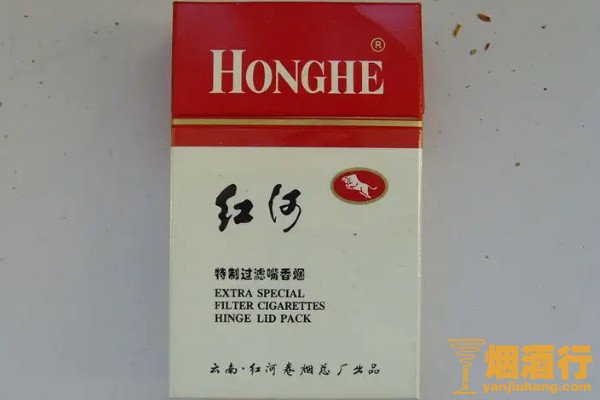 ®
HONGHE
红河
特制过滤嘴香烟
EXTRA SPECIAL
FILTER CIGARETTES
HINGE LID PACK
云南·红河卷烟总厂出品
烟酒行
yanjiuhang.com